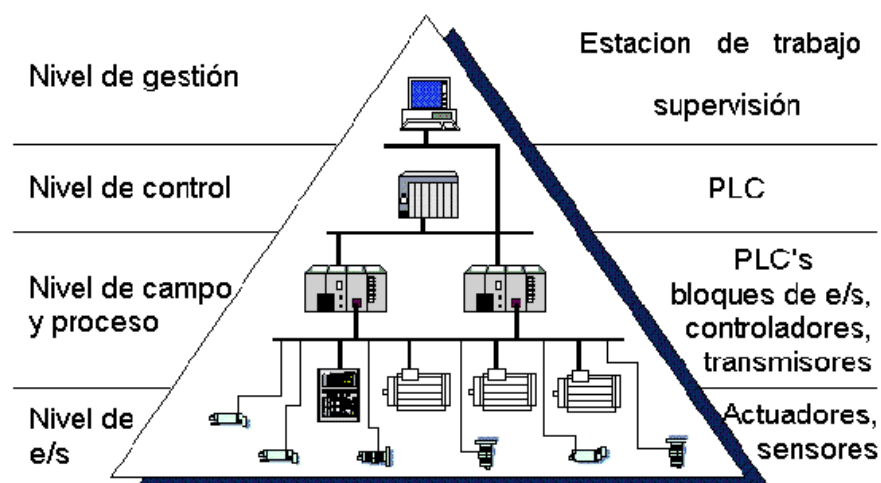 Nivel de gestión
Estacion de trabajo
supervisión
Nivel de control
PLC
Nivel de campo
y proceso
PLC's
bloques de e/s,
controladores,
transmisores
Nivel de
e/s
Actuadores,
sensores